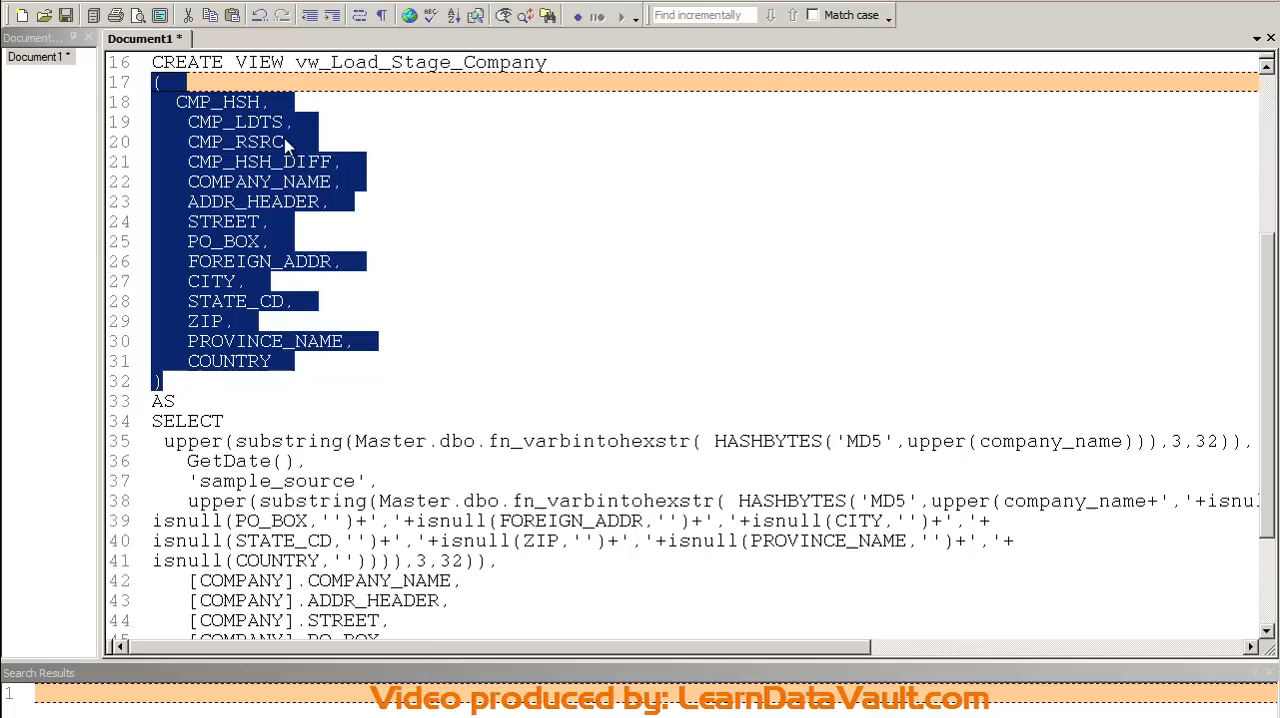 Find incrementally
Match case
Document...
Document1 *
Document1 *
16 CREATE VIEW vw_Load_Stage_Company
17 (
18 CMP_HSH,
19 CMP_LDTS,
20 CMP_RSRC
21 CMP_HSH_DIFF,
22 COMPANY_NAME,
23 ADDR_HEADER,
24 STREET,
25 PO_BOX,
26 FOREIGN_ADDR,
27 CITY,
28 STATE_CD,
29 ZIP,
30 PROVINCE_NAME,
31 COUNTRY
32 )
33 AS
34 SELECT
35 upper(substring(Master.dbo.fn_varbintohexstr( HASHBYTES('MD5',upper(company_name))),3,32)),
36 GetDate(),
37 'sample_source',
38 upper(substring(Master.dbo.fn_varbintohexstr( HASHBYTES('MD5',upper(company_name+','+isnu
39 isnull(PO_BOX,'')+','+isnull(FOREIGN_ADDR,'')+','+isnull(CITY,'')+','+
40 isnull(STATE_CD,'')+','+isnull(ZIP,'')+','+isnull(PROVINCE_NAME,'')+','+
41 isnull(COUNTRY,'')))),3,32)),
42 [COMPANY].COMPANY_NAME,
43 [COMPANY].ADDR_HEADER,
44 [COMPANY].STREET,
45 [COMPANY].PO_BOX
Search Results
1
Video produced by: LearnDataVault.com